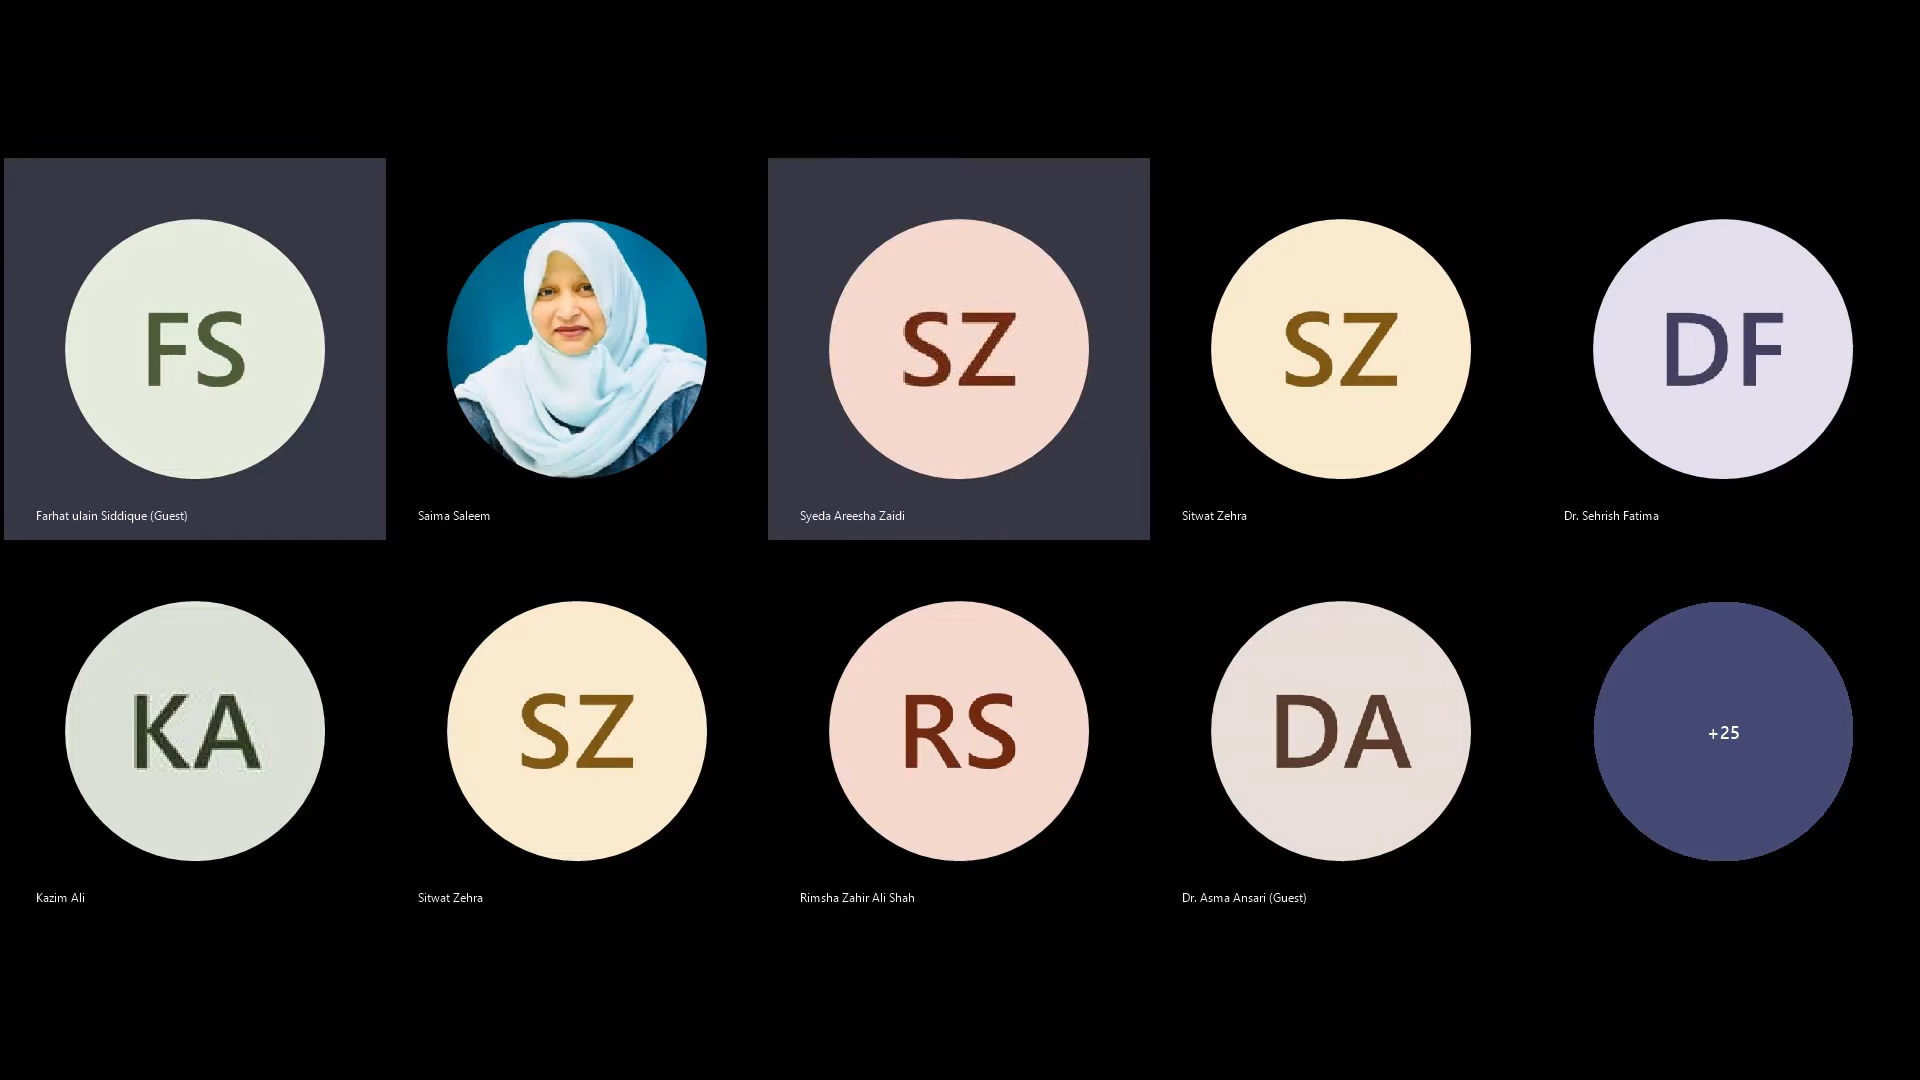 FS
SZ
SZ
DF
Farhat ulain Siddique (Guest)
Saima Saleem
Syeda Areesha Zaidi
Sitwat Zehra
Dr. Sehrish Fatima
KA
SZ
RS
DA
+25
Kazim Ali
Sitwat Zehra
Rimsha Zahir Ali Shah
Dr. Asma Ansari (Guest)